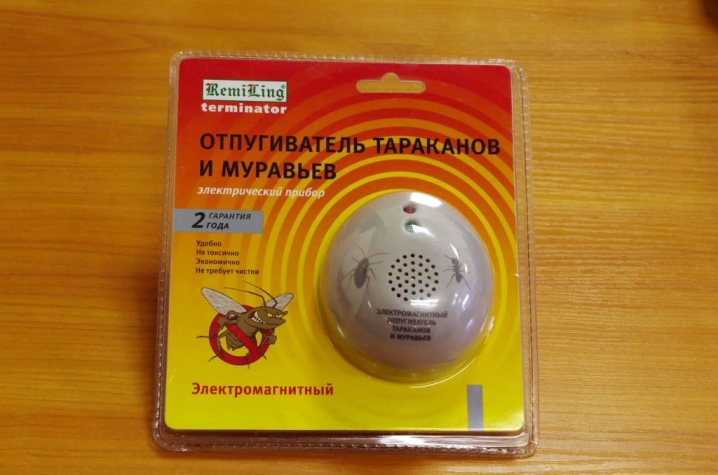 RemiLing
terminator
ОТПУГИВАТЕЛЬ ТАРАКАНОВ
И МУРАВЬЕВ
электрический прибор
2 ГАРАНТИЯ
ГОДА
Удобно
Не токсично
Экономично
Не требует чистки
ЭЛЕКТРОМАГНИТНЫЙ
ОТПУГИВАТЕЛЬ
ТАРАКАНОВ
И МУРАВЬЕВ
Электромагнитный